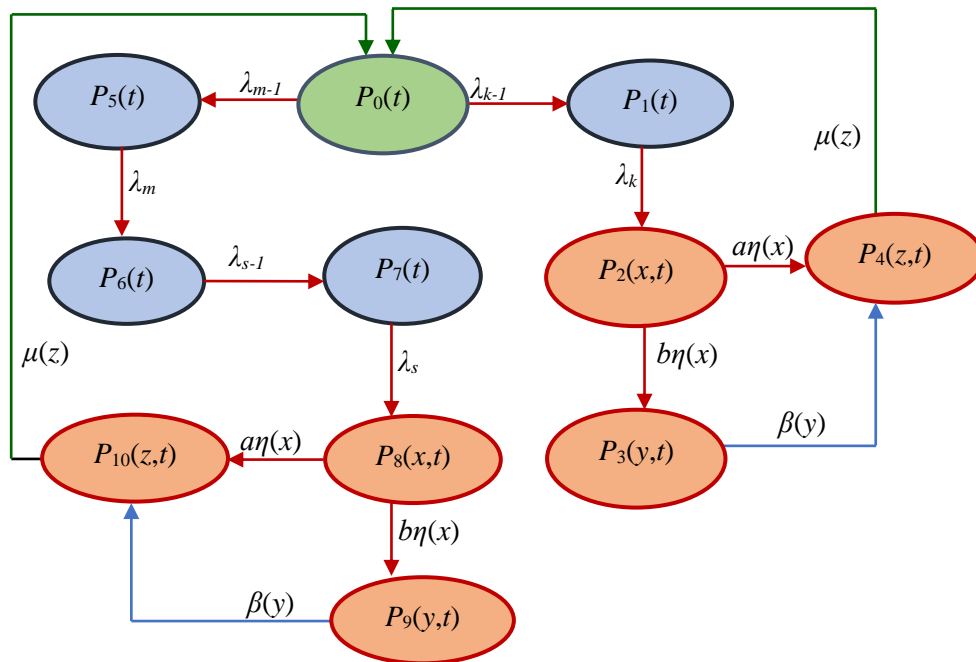 P5(t)
λm-1
P0(t)
λk-1
P1(t)
μ(z)
λm
λk
P6(t)
λs-1
P7(t)
P2(x,t)
aη(x)
P4(z,t)
μ(z)
λs
bη(x)
P10(z,t)
aη(x)
P8(x,t)
P3(y,t)
β(y)
bη(x)
β(y)
P9(y,t)